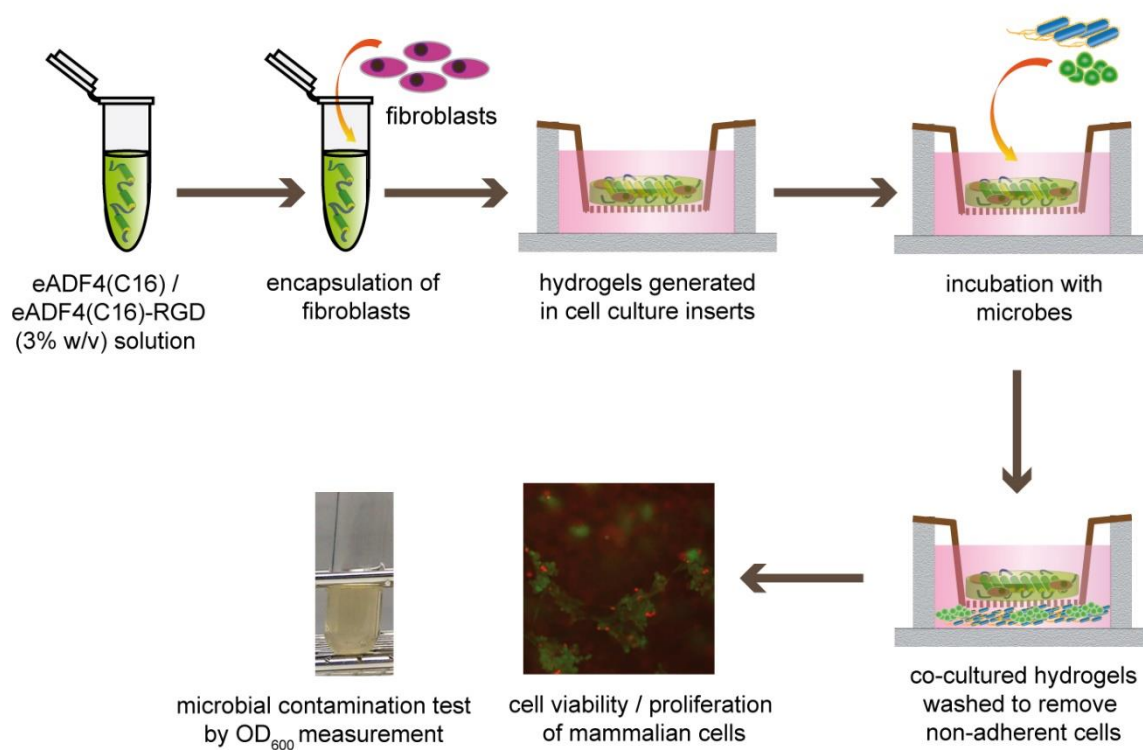 fibroblasts
eADF4(C16) /
eADF4(C16)-RGD
(3% w/v) solution
encapsulation of
fibroblasts
hydrogels generated
in cell culture inserts
incubation with
microbes
co-cultured hydrogels
washed to remove
non-adherent cells
cell viability / proliferation
of mammalian cells
microbial contamination test
by OD₆₀₀ measurement